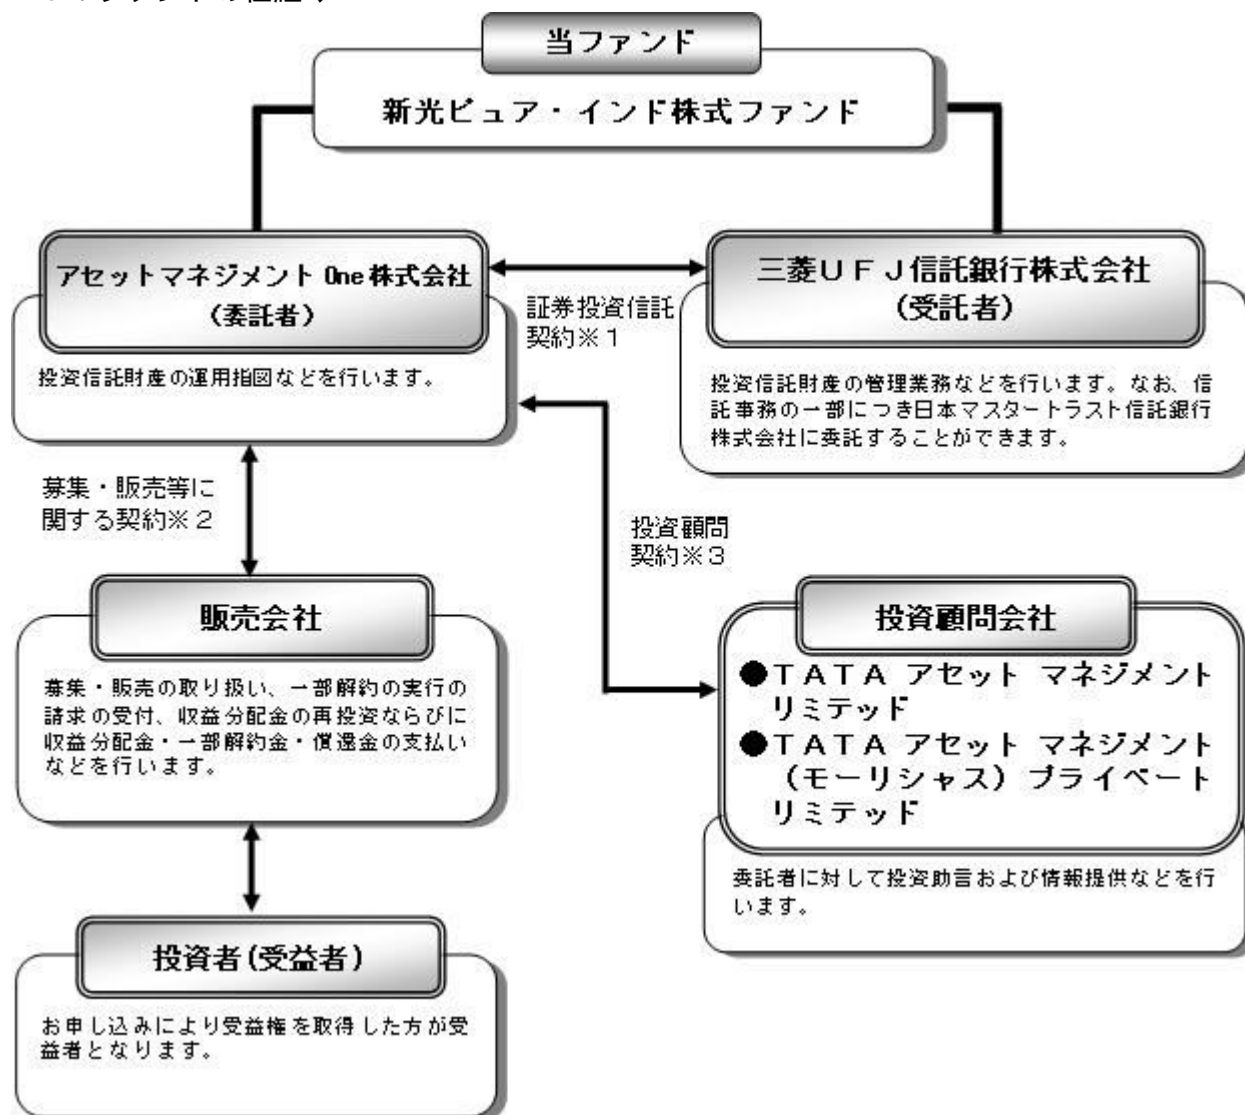 当ファンド
新光ピュア・インド株式ファンド
アセットマネジメント One 株式会社
（委託者）
投資信託財産の運用指図などを行います。
証券投資信託
契約※１
三菱ＵＦＪ信託銀行株式会社
(受託者)
投資信託財産の管理業務などを行います。なお、信
託事務の一部につき日本マスタートラスト信託銀行
株式会社に委託することができます。
募集・販売等に
関する契約※２
投資顧問
契約※３
販売会社
募集・販売の取り扱い、一部解約の実行の
請求の受付、収益分配金の再投資ならびに
収益分配金・一部解約金・償還金の支払い
などを行います。
投資顧問会社
●ＴＡＴＡ アセット マネジメント
リミテッド
●ＴＡＴＡ アセット マネジメント
（モーリシャス）プライベート
リミテッド
委託者に対して投資助言および情報提供などを行
います。
投資者(受益者)
お申し込みにより受益権を取得した方が受
益者となります。